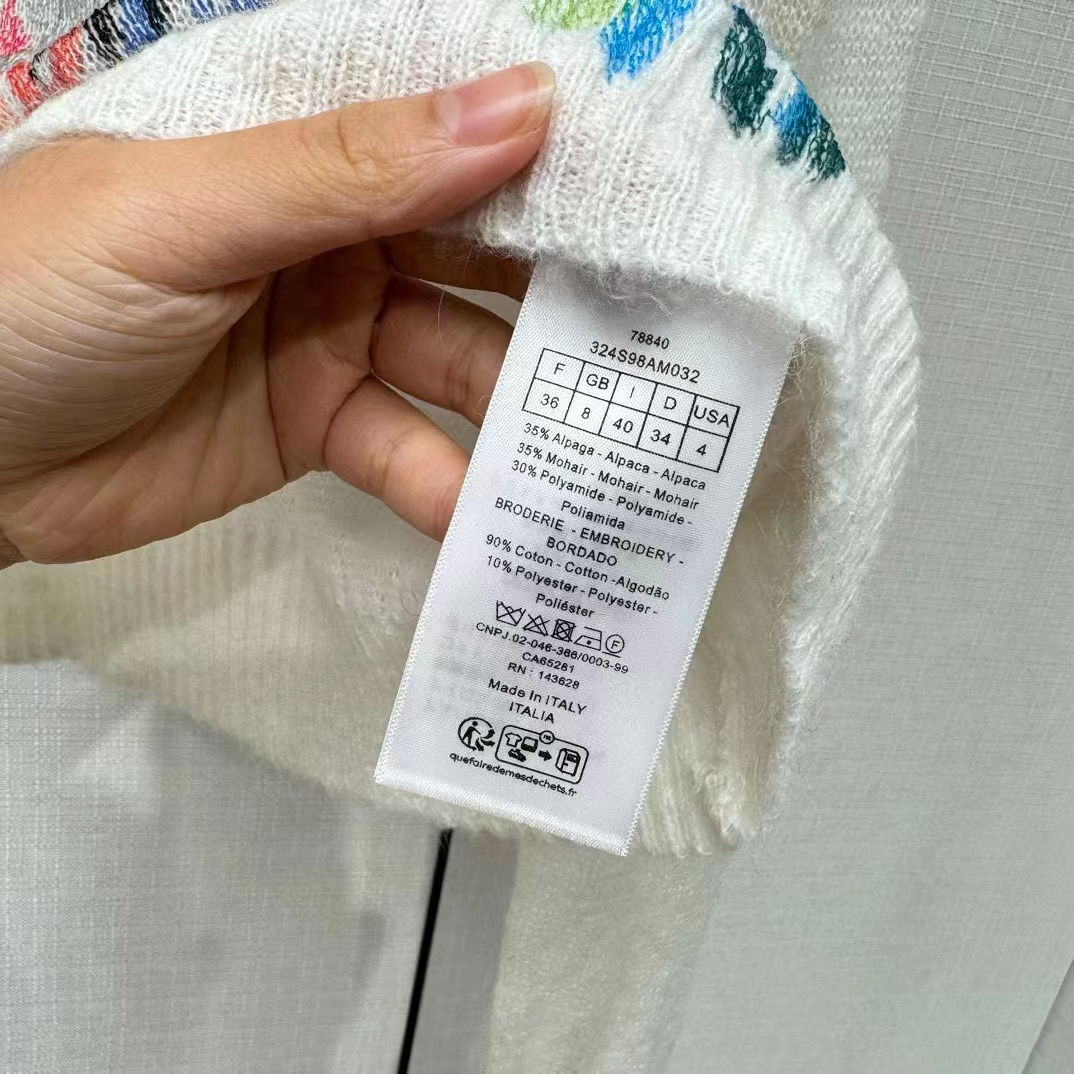 78840
324S98AM032
F GB I D USA
36 8 40 34 4
35% Alpaga - Alpaca - Alpaca
35% Mohair - Mohair - Mohair
30% Polyamide - Polyamide -
Poliamida
BRODERIE - EMBROIDERY -
BORDADO
90% Coton - Cotton -Algodão
10% Polyester - Polyester -
Poliéster
F
CNPJ.02-046-366/0003-99
CA65281
RN : 143628
Made In ITALY
ITALIA
FR
quefairedemesdechets.fr